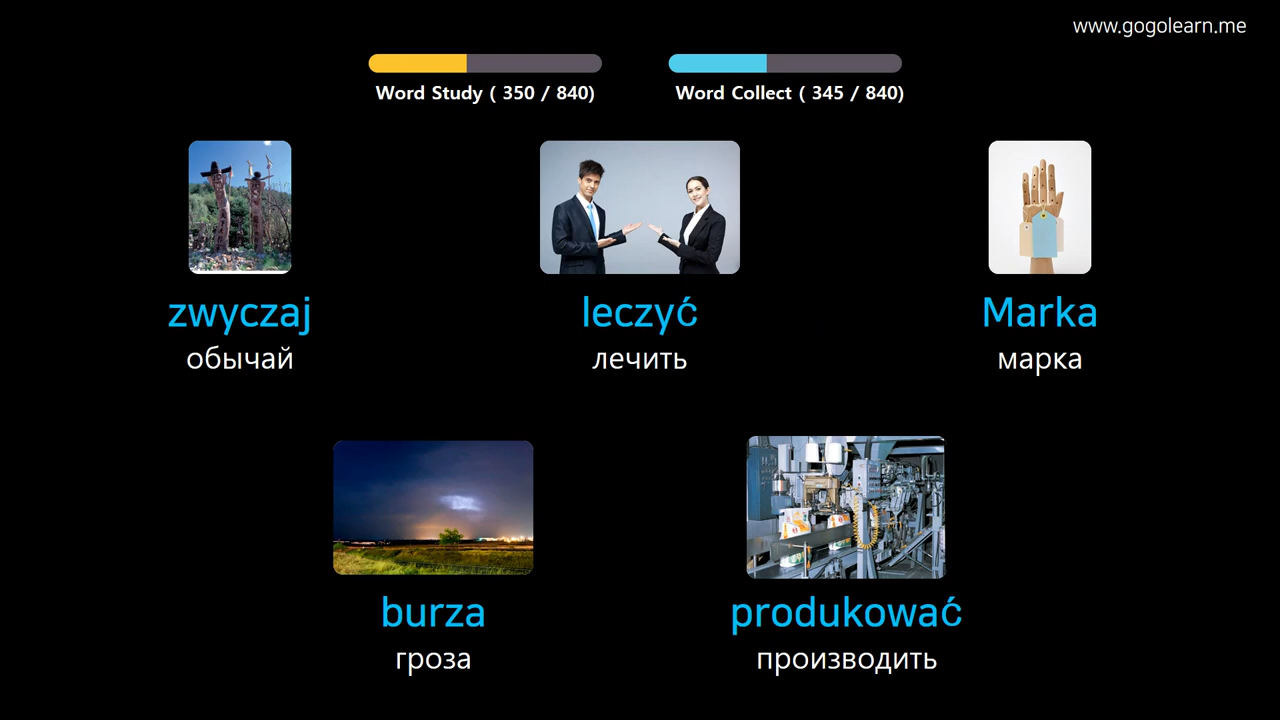 www.gogolearn.me
Word Study ( 350 / 840)
Word Collect ( 345 / 840)
zwyczaj
обычай
leczyć
лечить
Marka
марка
burza
гроза
produkować
производить